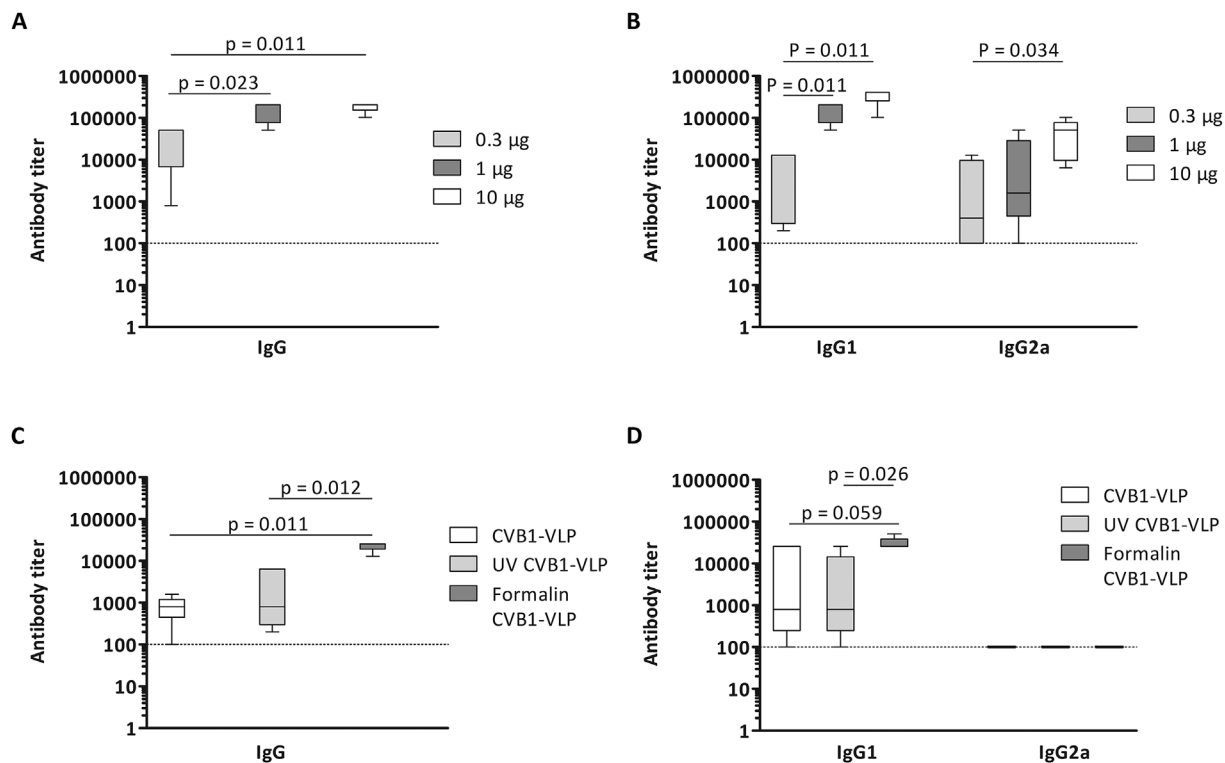 A
p = 0.011
p = 0.023
1000000
100000
10000
1000
100
10
1
Antibody titer
IgG
0.3 µg
1 µg
10 µg
B
P = 0.011
P = 0.034
P = 0.011
1000000
100000
10000
1000
100
10
1
Antibody titer
IgG1
IgG2a
0.3 µg
1 µg
10 µg
C
p = 0.012
p = 0.011
1000000
100000
10000
1000
100
10
1
Antibody titer
IgG
CVB1-VLP
UV CVB1-VLP
Formalin
CVB1-VLP
D
p = 0.026
p = 0.059
1000000
100000
10000
1000
100
10
1
Antibody titer
IgG1
IgG2a
CVB1-VLP
UV CVB1-VLP
Formalin
CVB1-VLP